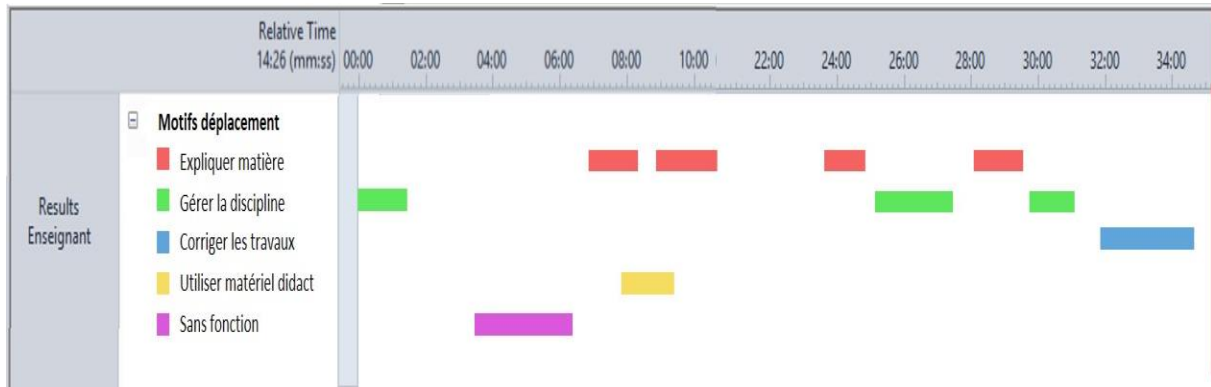 Relative Time
14:26 (mm:ss) 00:00 02:00 04:00 06:00 08:00 10:00 22:00 24:00 26:00 28:00 30:00 32:00 34:00
Motifs déplacement
Expliquer matière
Gérer la discipline
Corriger les travaux
Utiliser matériel didact
Sans fonction
Results
Enseignant